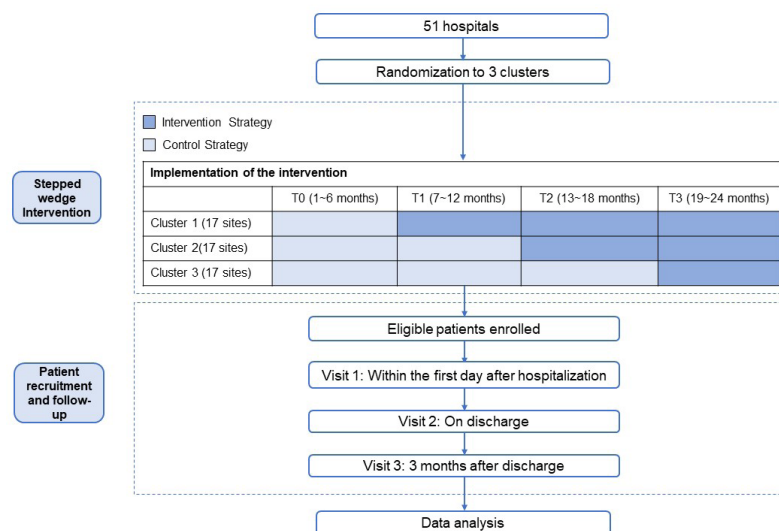 51 hospitals
Randomization to 3 clusters
Intervention Strategy
Control Strategy
Stepped
wedge
Intervention
Implementation of the intervention
T0 (1~6 months) T1 (7~12 months) T2 (13~18 months) T3 (19~24 months)
Cluster 1 (17 sites)
Cluster 2(17 sites)
Cluster 3 (17 sites)
Patient
recruitment
and follow-
up
Eligible patients enrolled
Visit 1: Within the first day after hospitalization
Visit 2: On discharge
Visit 3: 3 months after discharge
Data analysis